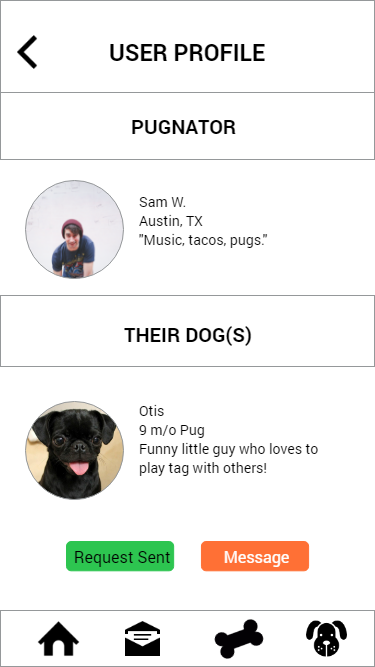 USER PROFILE
PUGNATOR
Sam W.
Austin, TX
"Music, tacos, pugs."
THEIR DOG(S)
Otis
9 m/o Pug
Funny little guy who loves to
play tag with others!
Request Sent
Message